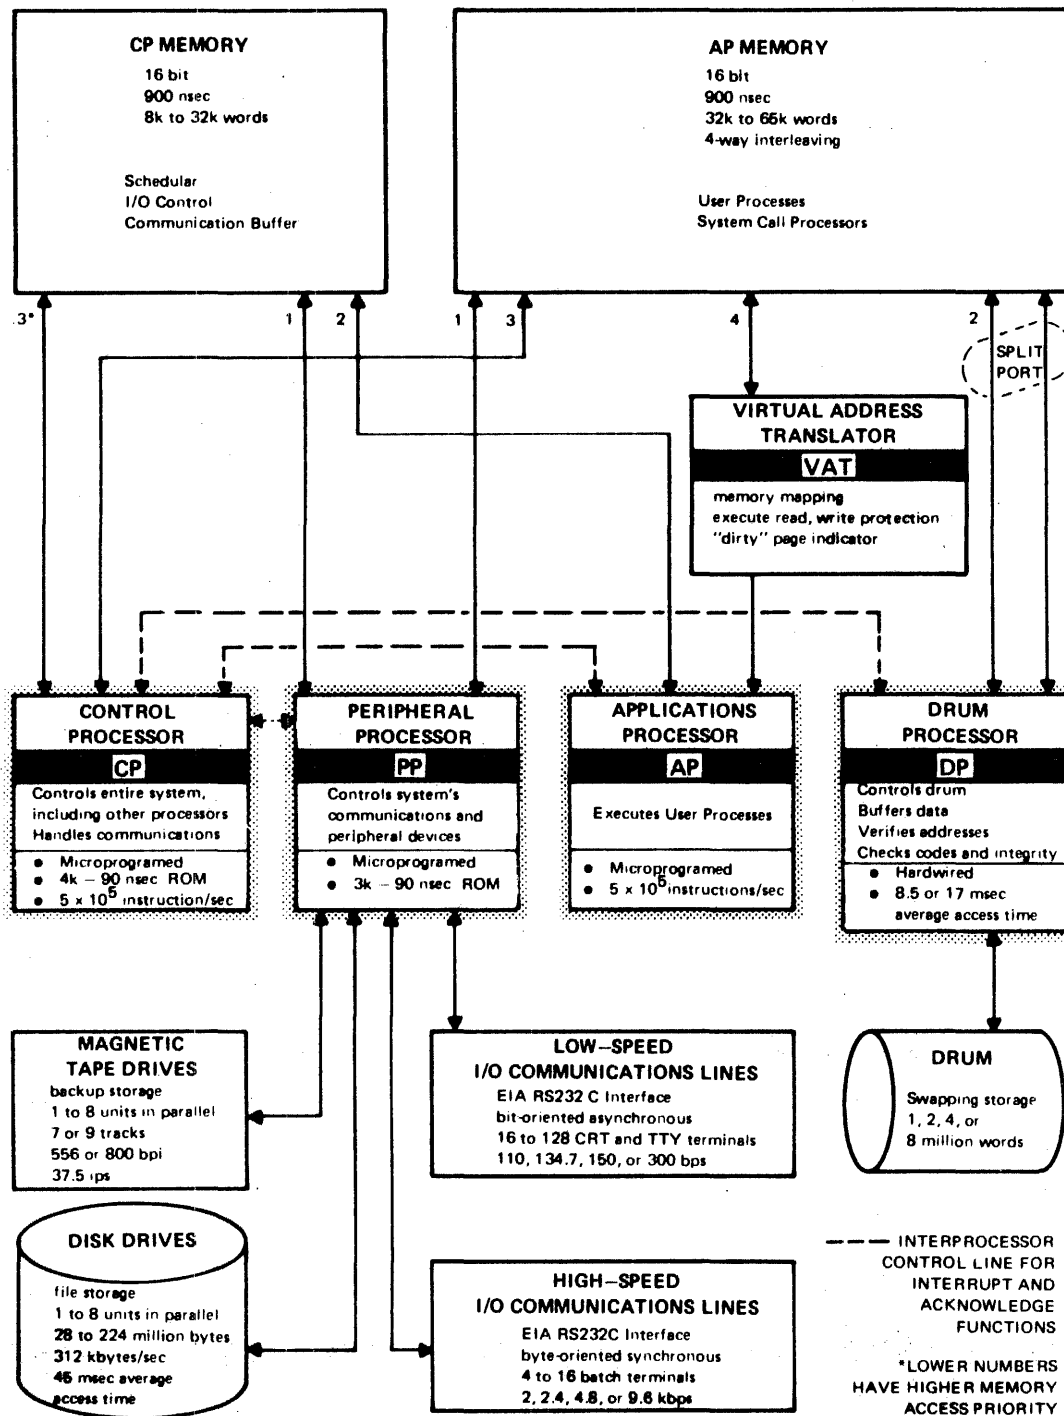 CP MEMORY
16 bit
900 nsec
8k to 32k words
Schedular
I/O Control
Communication Buffer
AP MEMORY
16 bit
900 nsec
32k to 65k words
4-way interleaving
User Processes
System Call Processors
3*
1
2
1
3
4
2
SPLIT
PORT
VIRTUAL ADDRESS
TRANSLATOR
VAT
memory mapping
execute read, write protection
"dirty" page indicator
CONTROL
PROCESSOR
CP
Controls entire system,
including other processors
Handles communications
• Microprogramed
• 4k – 90 nsec ROM
• 5 x 10⁵ instruction/sec
PERIPHERAL
PROCESSOR
PP
Controls system's
communications and
peripheral devices
• Microprogramed
• 3k – 90 nsec ROM
APPLICATIONS
PROCESSOR
AP
Executes User Processes
• Microprogramed
• 5 x 10⁵ instructions/sec
DRUM
PROCESSOR
DP
Controls drum
Buffers data
Verifies addresses
Checks codes and integrity
• Hardwired
• 8.5 or 17 msec
average access time
MAGNETIC
TAPE DRIVES
backup storage
1 to 8 units in parallel
7 or 9 tracks
556 or 800 bpi
37.5 ips
LOW–SPEED
I/O COMMUNICATIONS LINES
EIA RS232 C Interface
bit-oriented asynchronous
16 to 128 CRT and TTY terminals
110, 134.7, 150, or 300 bps
DRUM
Swapping storage
1, 2, 4, or
8 million words
DISK DRIVES
file storage
1 to 8 units in parallel
28 to 224 million bytes
312 kbytes/sec
45 msec average
access time
HIGH–SPEED
I/O COMMUNICATIONS LINES
EIA RS232C Interface
byte-oriented synchronous
4 to 16 batch terminals
2, 2.4, 4.8, or 9.6 kbps
INTERPROCESSOR
CONTROL LINE FOR
INTERRUPT AND
ACKNOWLEDGE
FUNCTIONS
*LOWER NUMBERS
HAVE HIGHER MEMORY
ACCESS PRIORITY